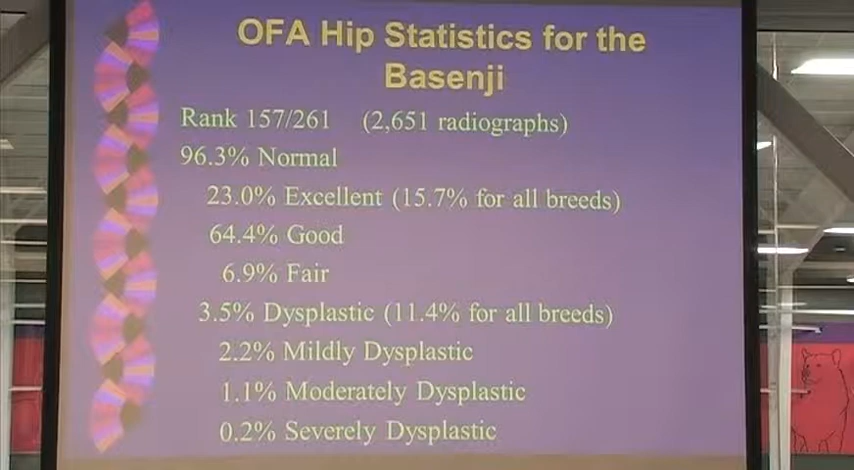 OFA Hip Statistics for the
Basenji
Rank 157/261 (2,651 radiographs)
96.3% Normal
23.0% Excellent (15.7% for all breeds)
64.4% Good
6.9% Fair
3.5% Dysplastic (11.4% for all breeds)
2.2% Mildly Dysplastic
1.1% Moderately Dysplastic
0.2% Severely Dysplastic